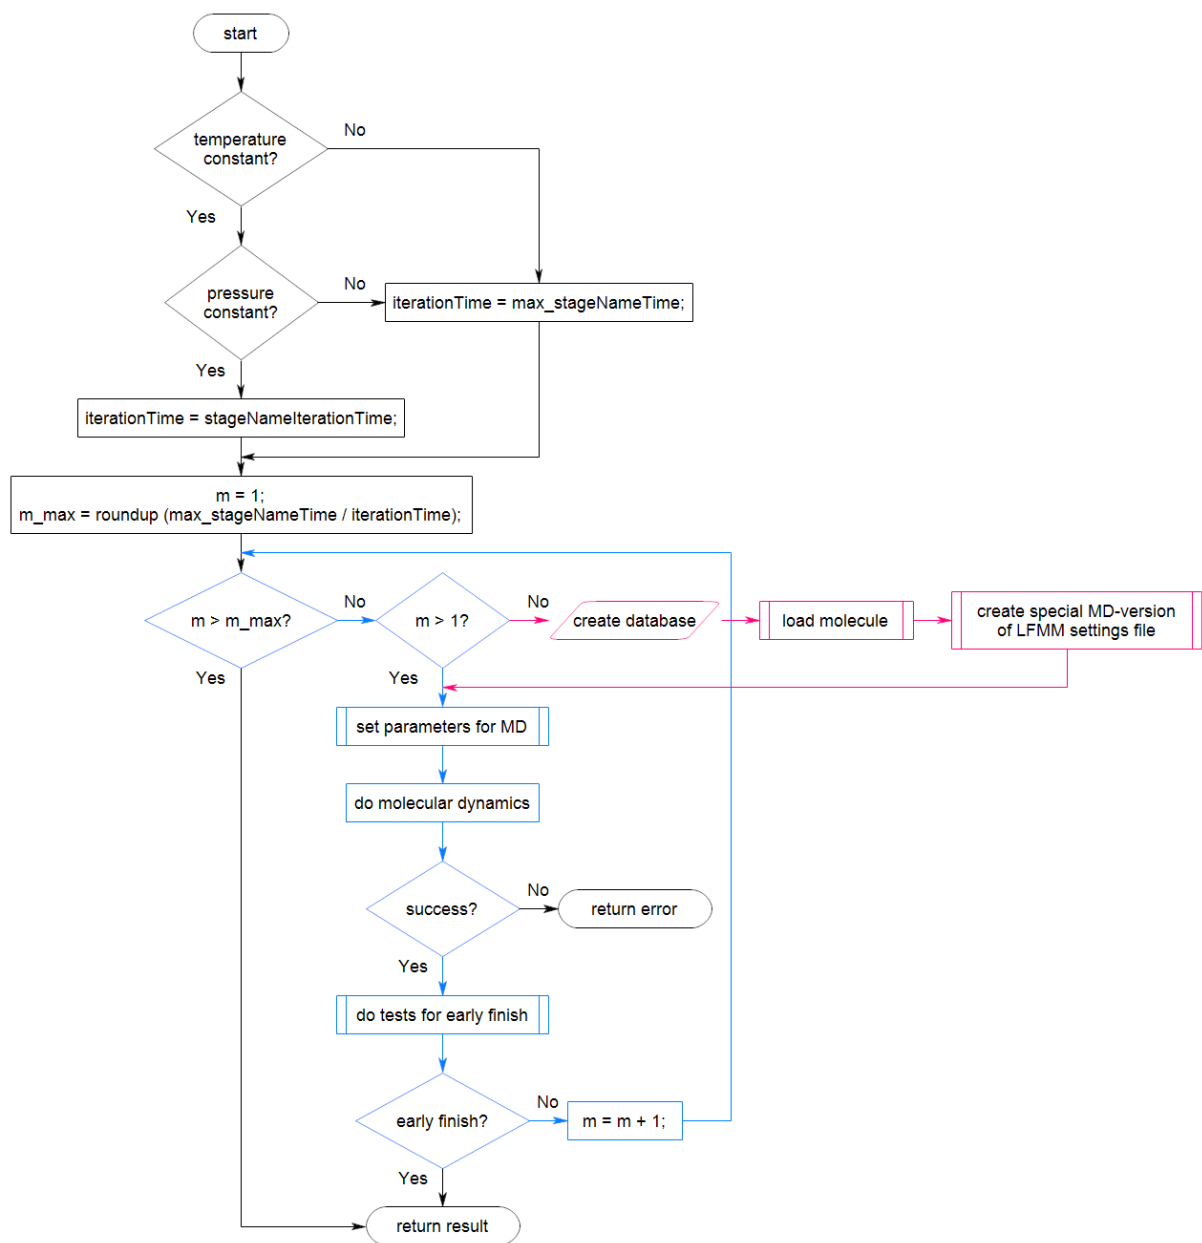 start
temperature
constant?
No
Yes
pressure
constant?
No
iterationTime = max_stageNameTime;
Yes
iterationTime = stageNameIterationTime;
m = 1;
m_max = roundup (max_stageNameTime / iterationTime);
m > m_max?
No
m > 1?
No
create database
load molecule
create special MD-version
of LFMM settings file
Yes
Yes
set parameters for MD
do molecular dynamics
success?
No
return error
Yes
do tests for early finish
early finish?
No
m = m + 1;
Yes
return result